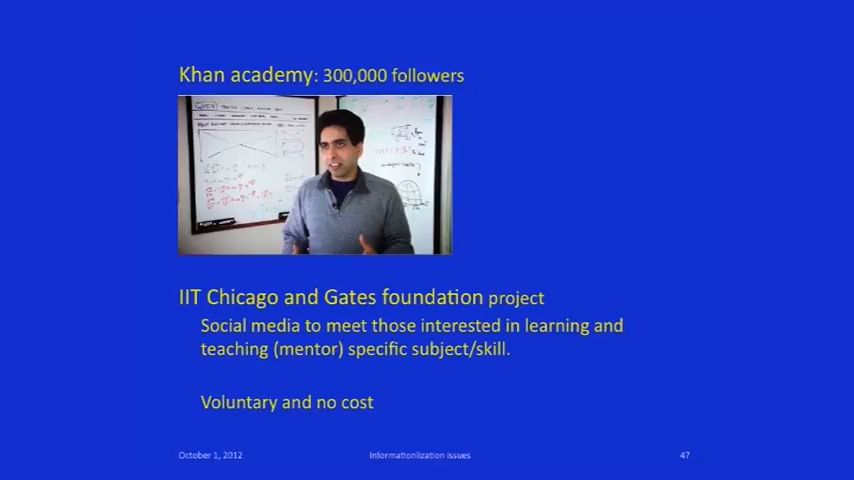 Khan academy: 300,000 followers
IIT Chicago and Gates foundation project
Social media to meet those interested in learning and
teaching (mentor) specific subject/skill.
Voluntary and no cost
October 1, 2012
Informationlization issues
47